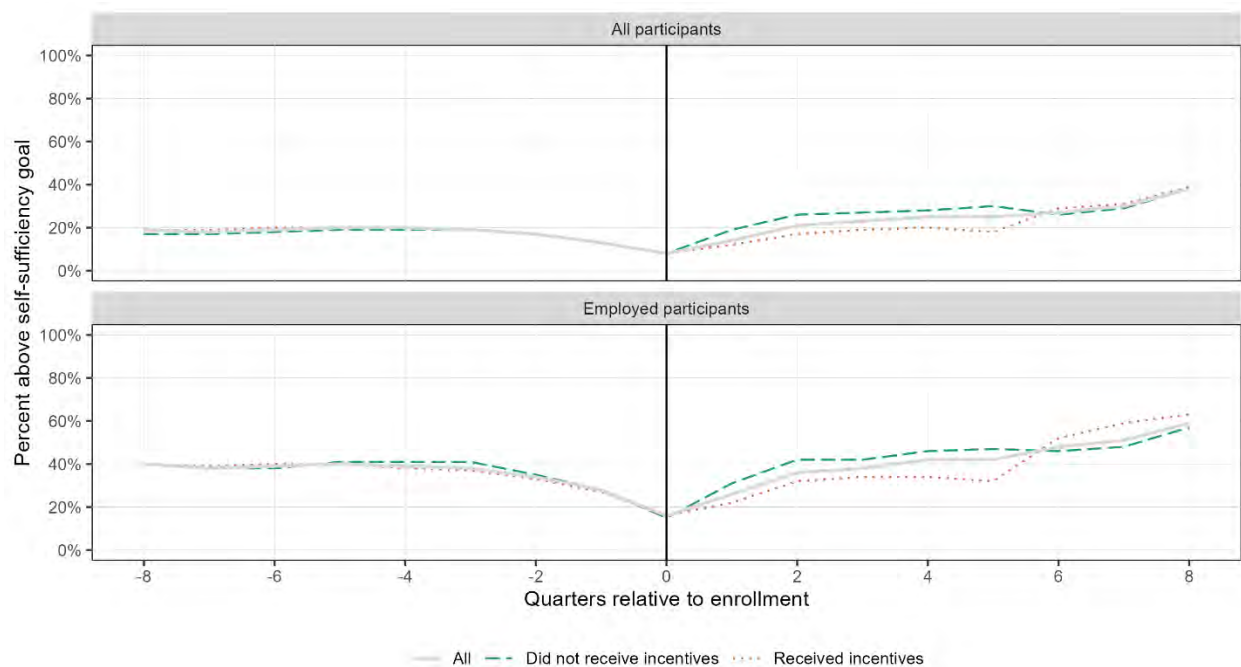 All participants
100%
80%
60%
40%
20%
0%
Employed participants
100%
80%
60%
40%
20%
0%
Percent above self-sufficiency goal
-8 -6 -4 -2 0 2 4 6 8
Quarters relative to enrollment
All Did not receive incentives Received incentives